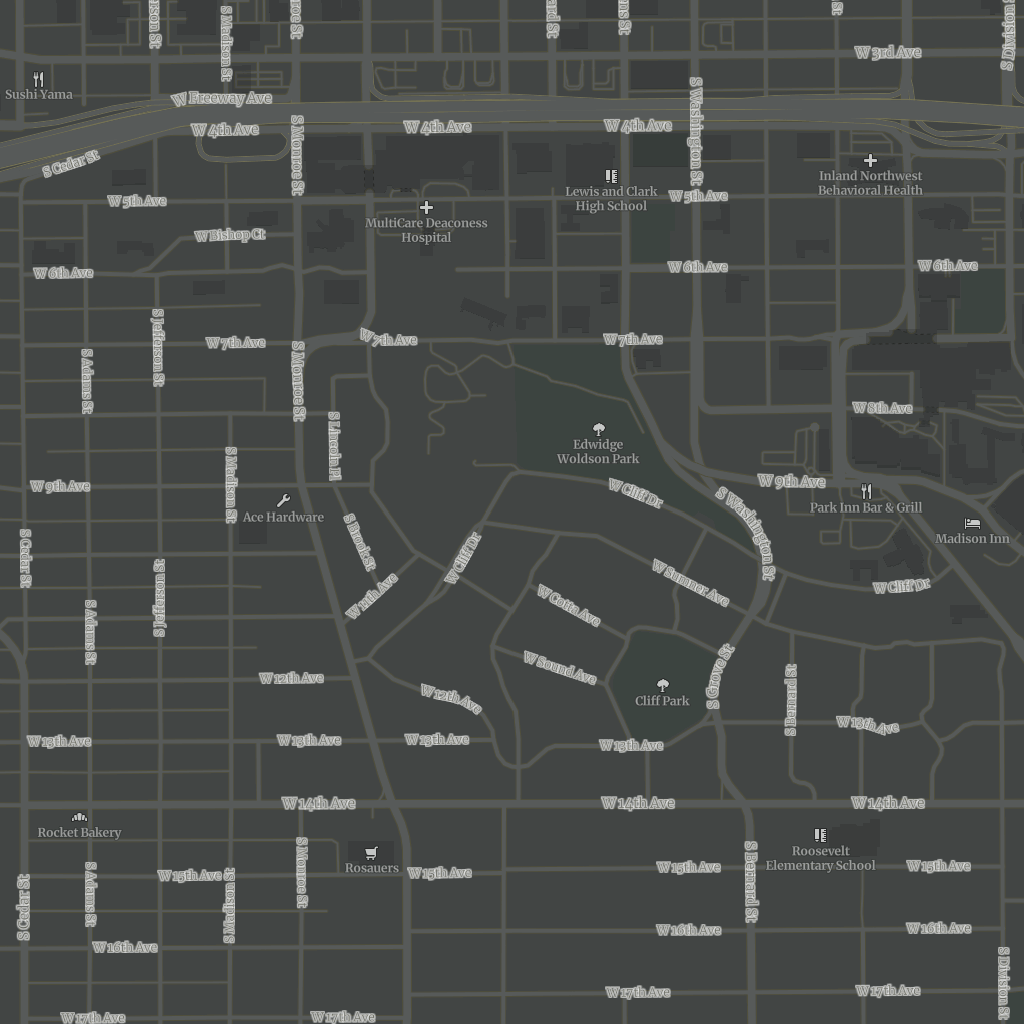 W 3rd Ave
S Division St
S Madison St
Sushi Yama
W Freeway Ave
W 4th Ave
W 4th Ave
W 4th Ave
S Washington St
S Monroe St
S Cedar St
Lewis and Clark
High School
Inland Northwest
Behavioral Health
W 5th Ave
W 5th Ave
MultiCare Deaconess
Hospital
W Bishop Ct
W 6th Ave
W 6th Ave
W 6th Ave
S Jefferson St
W 7th Ave
W 7th Ave
W 7th Ave
S Adams St
S Monroe St
W 8th Ave
S Lincoln Pl
Edwidge
Woldson Park
S Madison St
W 9th Ave
W 9th Ave
W Cliff Dr
Park Inn Bar & Grill
Ace Hardware
S Washington St
Madison Inn
S Brook St
S Cedar St
W Cliff Dr
W Sumner Ave
W Cliff Dr
W 11th Ave
W Cotta Ave
S Jefferson St
S Adams St
W Sound Ave
S Grove St
W 12th Ave
W 12th Ave
Cliff Park
S Bernard St
W 13th Ave
W 13th Ave
W 13th Ave
W 13th Ave
W 13th Ave
W 14th Ave
W 14th Ave
W 14th Ave
Rocket Bakery
Rosauers
Roosevelt
Elementary School
S Monroe St
W 15th Ave
W 15th Ave
W 15th Ave
W 15th Ave
S Cedar St
S Adams St
S Madison St
S Bernard St
W 16th Ave
W 16th Ave
W 16th Ave
S Division St
W 17th Ave
W 17th Ave
W 17th Ave
W 17th Ave